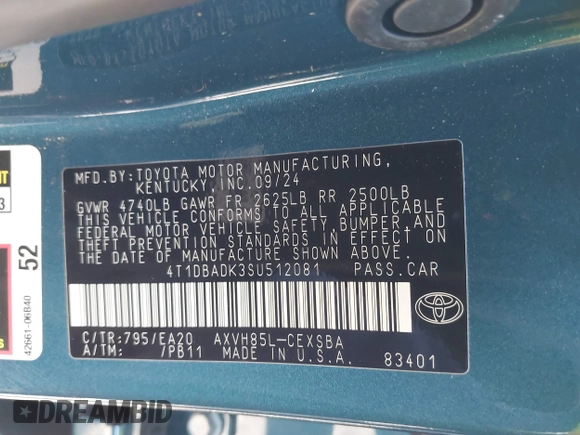 MFD.BY:TOYOTA MOTOR MANUFACTURING,
KENTUCKY, INC.09/24
GVWR 4740LB GAWR FR 2625LB RR 2500LB
THIS VEHICLE CONFORMS TO ALL APPLICABLE
FEDERAL MOTOR VEHICLE SAFETY,BUMPER,AND
THEFT PREVENTION STANDARDS IN EFFECT ON
THE DATE OF MANUFACTURE SHOWN ABOVE.
4T1DBADK3SU512081 PASS.CAR
C/TR:795/EA20 AXVH85L-CEXSBA
A/TM: /PB11 MADE IN U.S.A. 83401
52
42661-06B40
3
DREAMBID